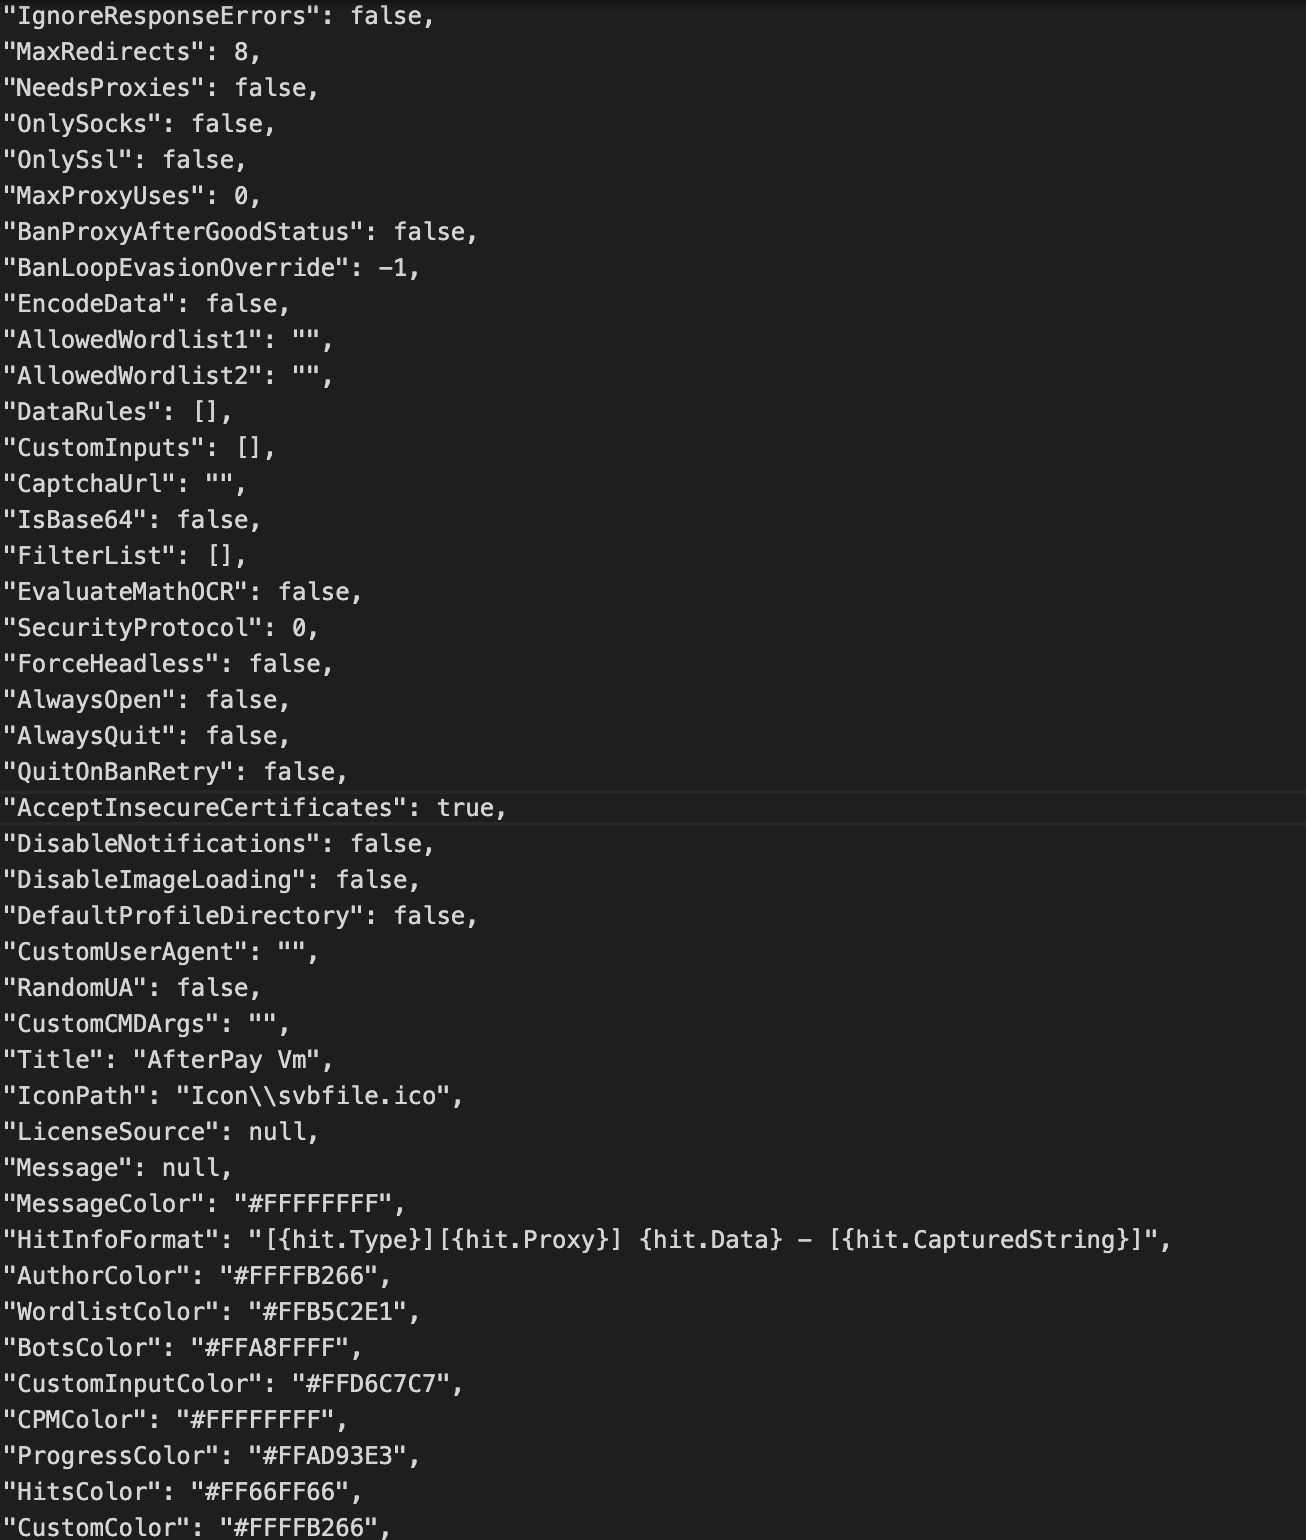 "IgnoreResponseErrors": false,
"MaxRedirects": 8,
"NeedsProxies": false,
"OnlySocks": false,
"OnlySsl": false,
"MaxProxyUses": 0,
"BanProxyAfterGoodStatus": false,
"BanLoopEvasionOverride": -1,
"EncodeData": false,
"AllowedWordlist1": "",
"AllowedWordlist2": "",
"DataRules": [],
"CustomInputs": [],
"CaptchaUrl": "",
"IsBase64": false,
"FilterList": [],
"EvaluateMathOCR": false,
"SecurityProtocol": 0,
"ForceHeadless": false,
"AlwaysOpen": false,
"AlwaysQuit": false,
"QuitOnBanRetry": false,
"AcceptInsecureCertificates": true,
"DisableNotifications": false,
"DisableImageLoading": false,
"DefaultProfileDirectory": false,
"CustomUserAgent": "",
"RandomUA": false,
"CustomCMDArgs": "",
"Title": "AfterPay Vm",
"IconPath": "Icon\\svbfile.ico",
"LicenseSource": null,
"Message": null,
"MessageColor": "#FFFFFFFF",
"HitInfoFormat": "[{hit.Type}][{hit.Proxy}] {hit.Data} - [{hit.CapturedString}]",
"AuthorColor": "#FFFFB266",
"WordlistColor": "#FFB5C2E1",
"BotsColor": "#FFA8FFFF",
"CustomInputColor": "#FFD6C7C7",
"CPMColor": "#FFFFFFFF",
"ProgressColor": "#FFAD93E3",
"HitsColor": "#FF66FF66",
"CustomColor": "#FFFFB266",